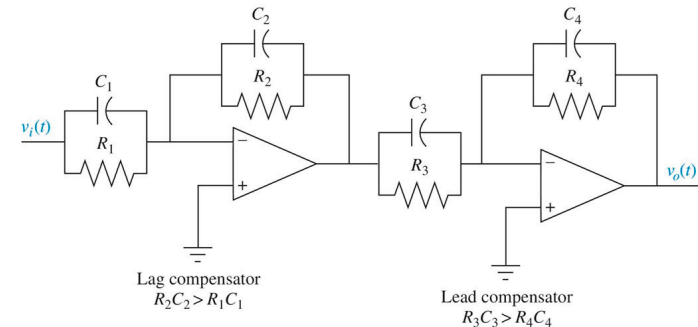 C₂
C₄
R₂
R₄
C₁
C₃
vᵢ(t)
R₁
−
R₃
−
+
vₒ(t)
+
Lag compensator
R₂C₂ > R₁C₁
Lead compensator
R₃C₃ > R₄C₄